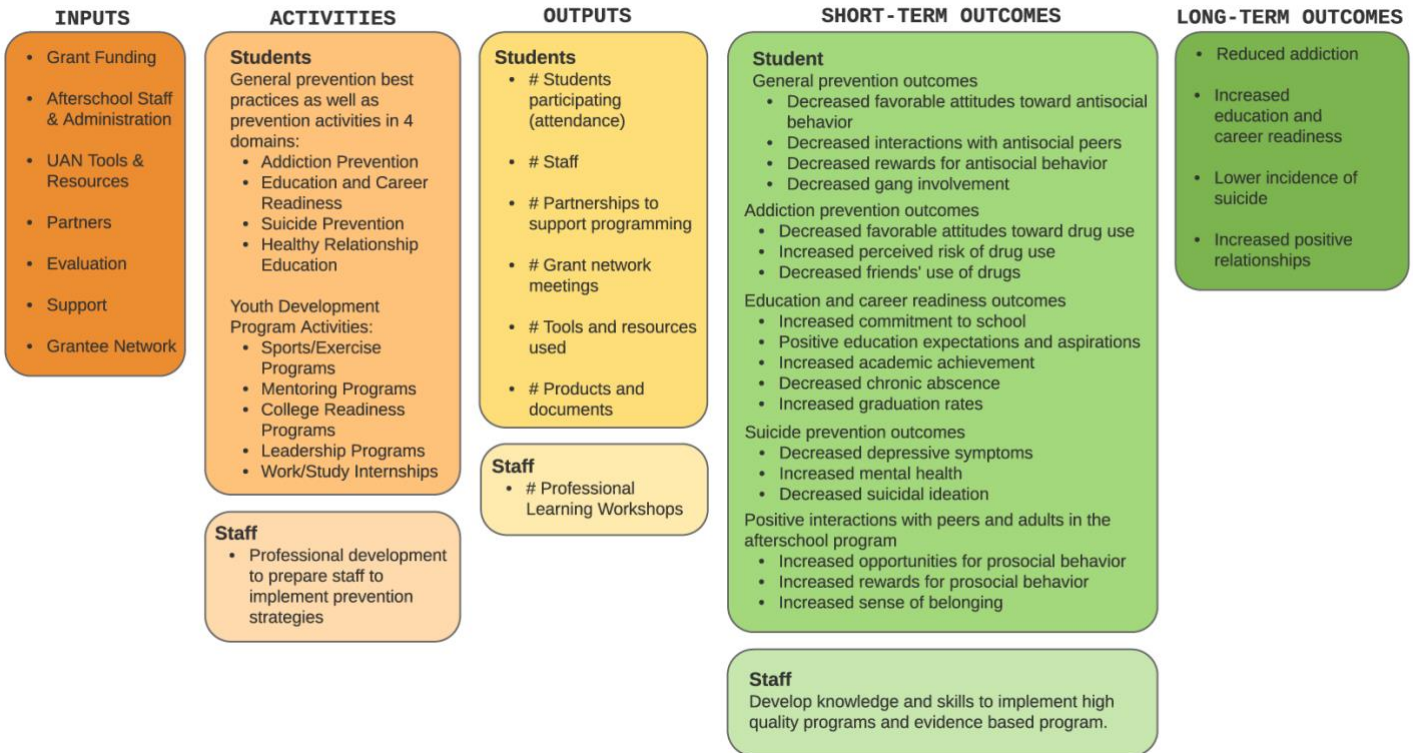 INPUTS
• Grant Funding
• Afterschool Staff
& Administration
• UAN Tools &
Resources
• Partners
• Evaluation
• Support
• Grantee Network
ACTIVITIES
Students
General prevention best
practices as well as
prevention activities in 4
domains:
• Addiction Prevention
• Education and Career
Readiness
• Suicide Prevention
• Healthy Relationship
Education
Youth Development
Program Activities:
• Sports/Exercise
Programs
• Mentoring Programs
• College Readiness
Programs
• Leadership Programs
• Work/Study Internships
Staff
• Professional development
to prepare staff to
implement prevention
strategies
OUTPUTS
Students
• # Students
participating
(attendance)
• # Staff
• # Partnerships to
support programming
• # Grant network
meetings
• # Tools and resources
used
• # Products and
documents
Staff
• # Professional
Learning Workshops
SHORT-TERM OUTCOMES
Student
General prevention outcomes
• Decreased favorable attitudes toward antisocial
behavior
• Decreased interactions with antisocial peers
• Decreased rewards for antisocial behavior
• Decreased gang involvement
Addiction prevention outcomes
• Decreased favorable attitudes toward drug use
• Increased perceived risk of drug use
• Decreased friends' use of drugs
Education and career readiness outcomes
• Increased commitment to school
• Positive education expectations and aspirations
• Increased academic achievement
• Decreased chronic abscence
• Increased graduation rates
Suicide prevention outcomes
• Decreased depressive symptoms
• Increased mental health
• Decreased suicidal ideation
Positive interactions with peers and adults in the
afterschool program
• Increased opportunities for prosocial behavior
• Increased rewards for prosocial behavior
• Increased sense of belonging
Staff
Develop knowledge and skills to implement high
quality programs and evidence based program.
LONG-TERM OUTCOMES
• Reduced addiction
• Increased
education and
career readiness
• Lower incidence of
suicide
• Increased positive
relationships